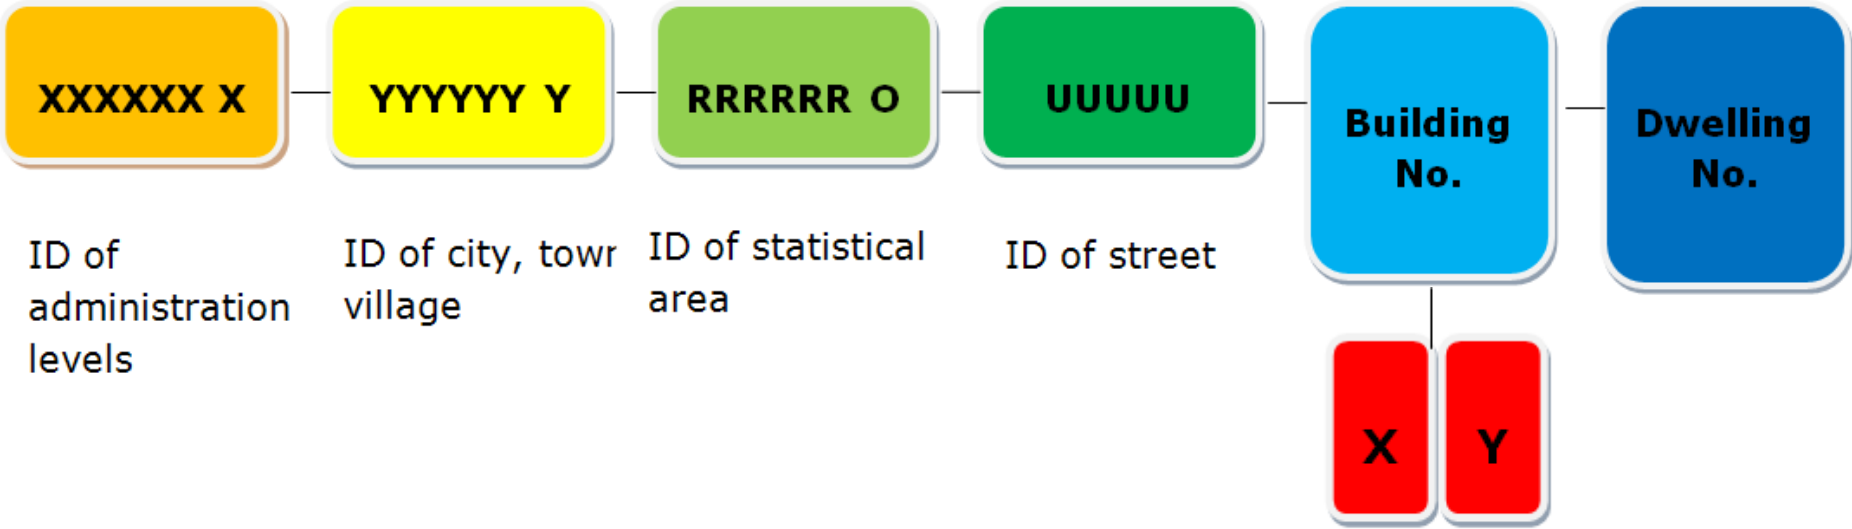 XXXXXX X
YYYYYY Y
RRRRRR O
UUUUU
Building
No.
Dwelling
No.
ID of
administration
levels
ID of city, towr
village
ID of statistical
area
ID of street
X
Y